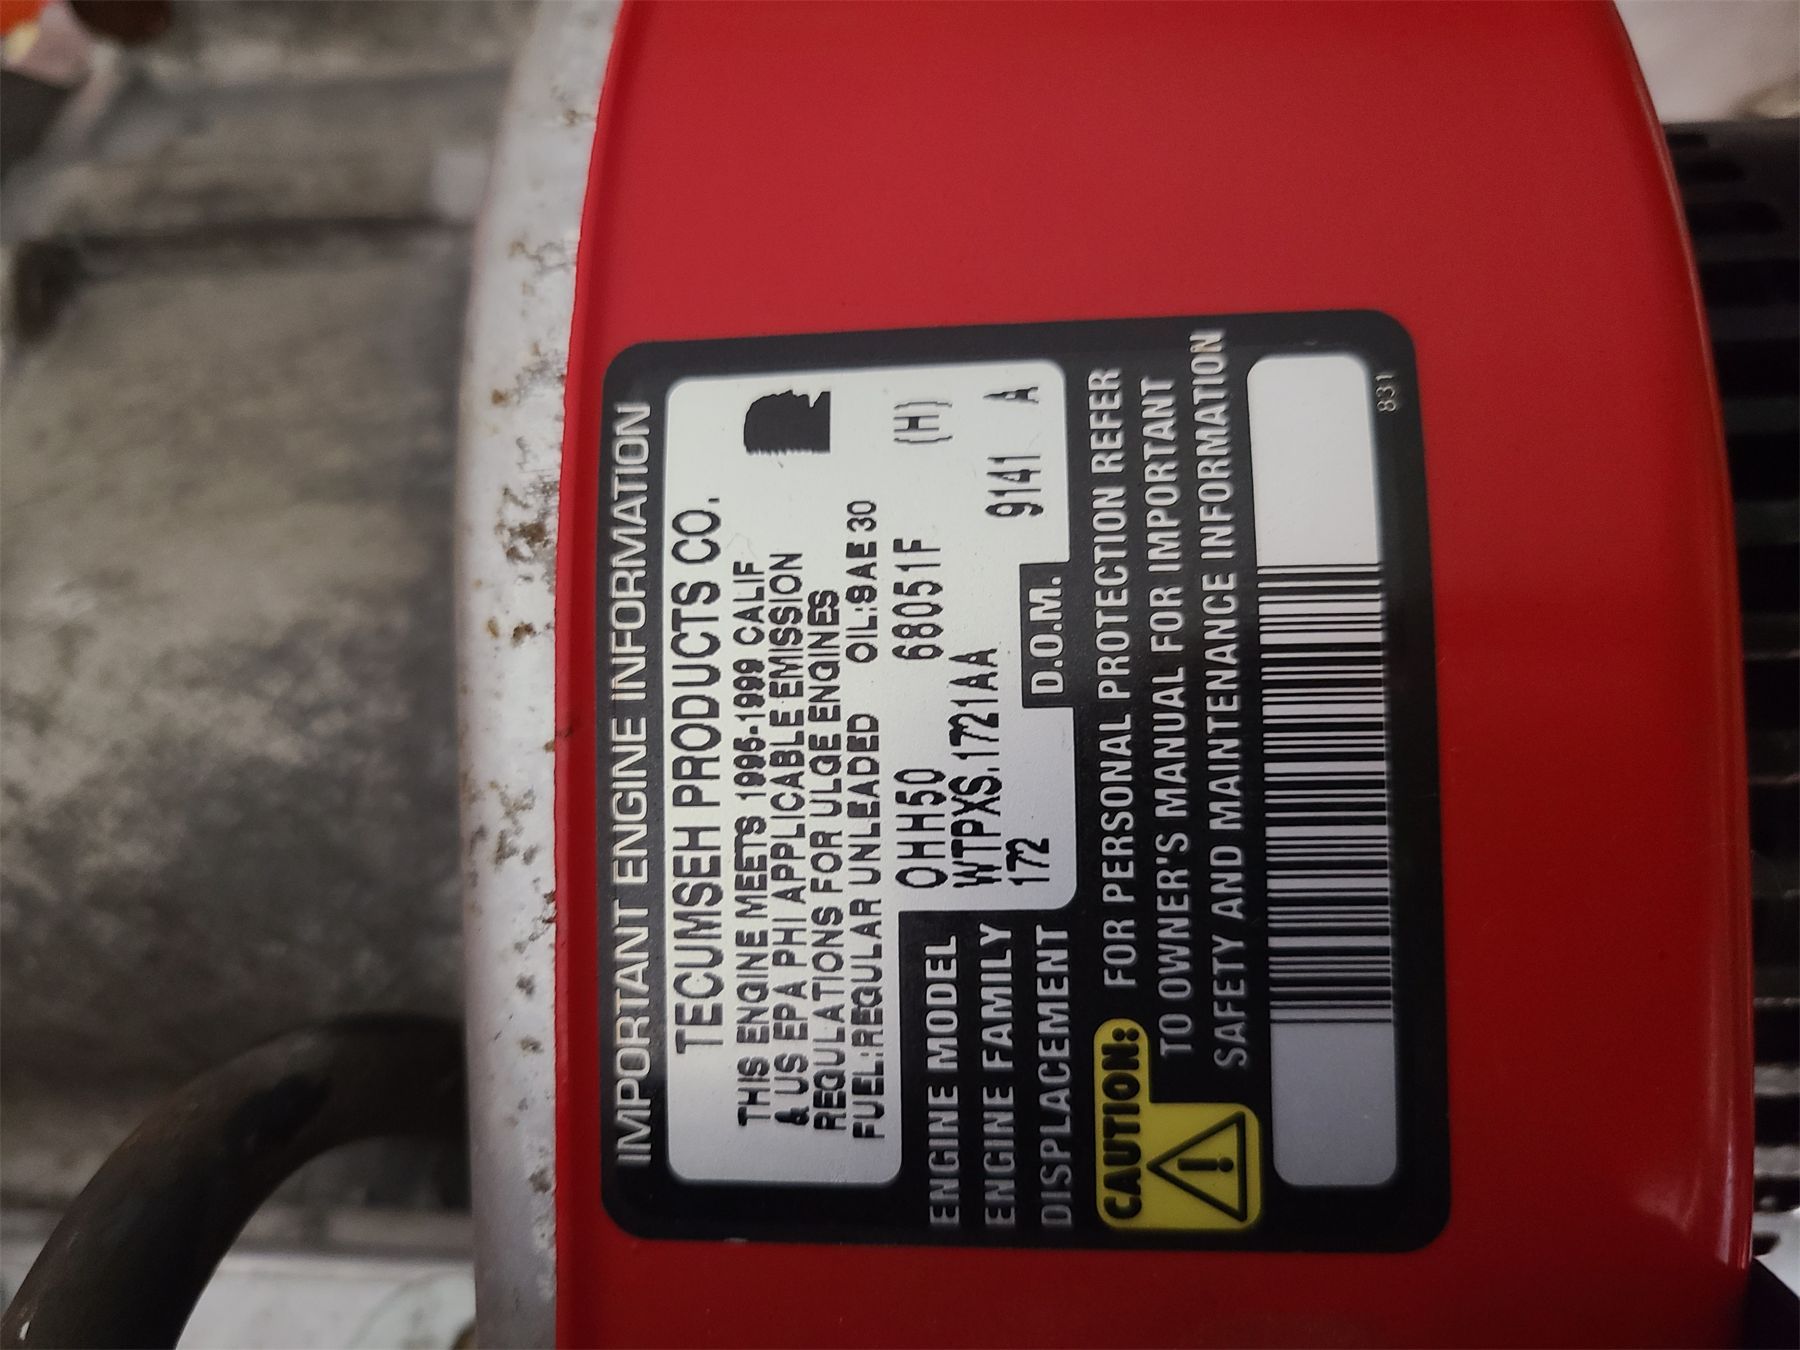 IMPORTANT ENGINE INFORMATION
TECUMSEH PRODUCTS CO.
THIS ENGINE MEETS 1995-1999 CALIF
& US EPA PHI APPLICABLE EMISSION
REGULATIONS FOR ULGE ENGINES
FUEL:REGULAR UNLEADED OIL:SAE 30
ENGINE MODEL OHH50 68051F (H)
ENGINE FAMILY WTPXS.1721AA
DISPLACEMENT 172 D.O.M. 9141 A
CAUTION: FOR PERSONAL PROTECTION REFER
TO OWNER'S MANUAL FOR IMPORTANT
SAFETY AND MAINTENANCE INFORMATION
831